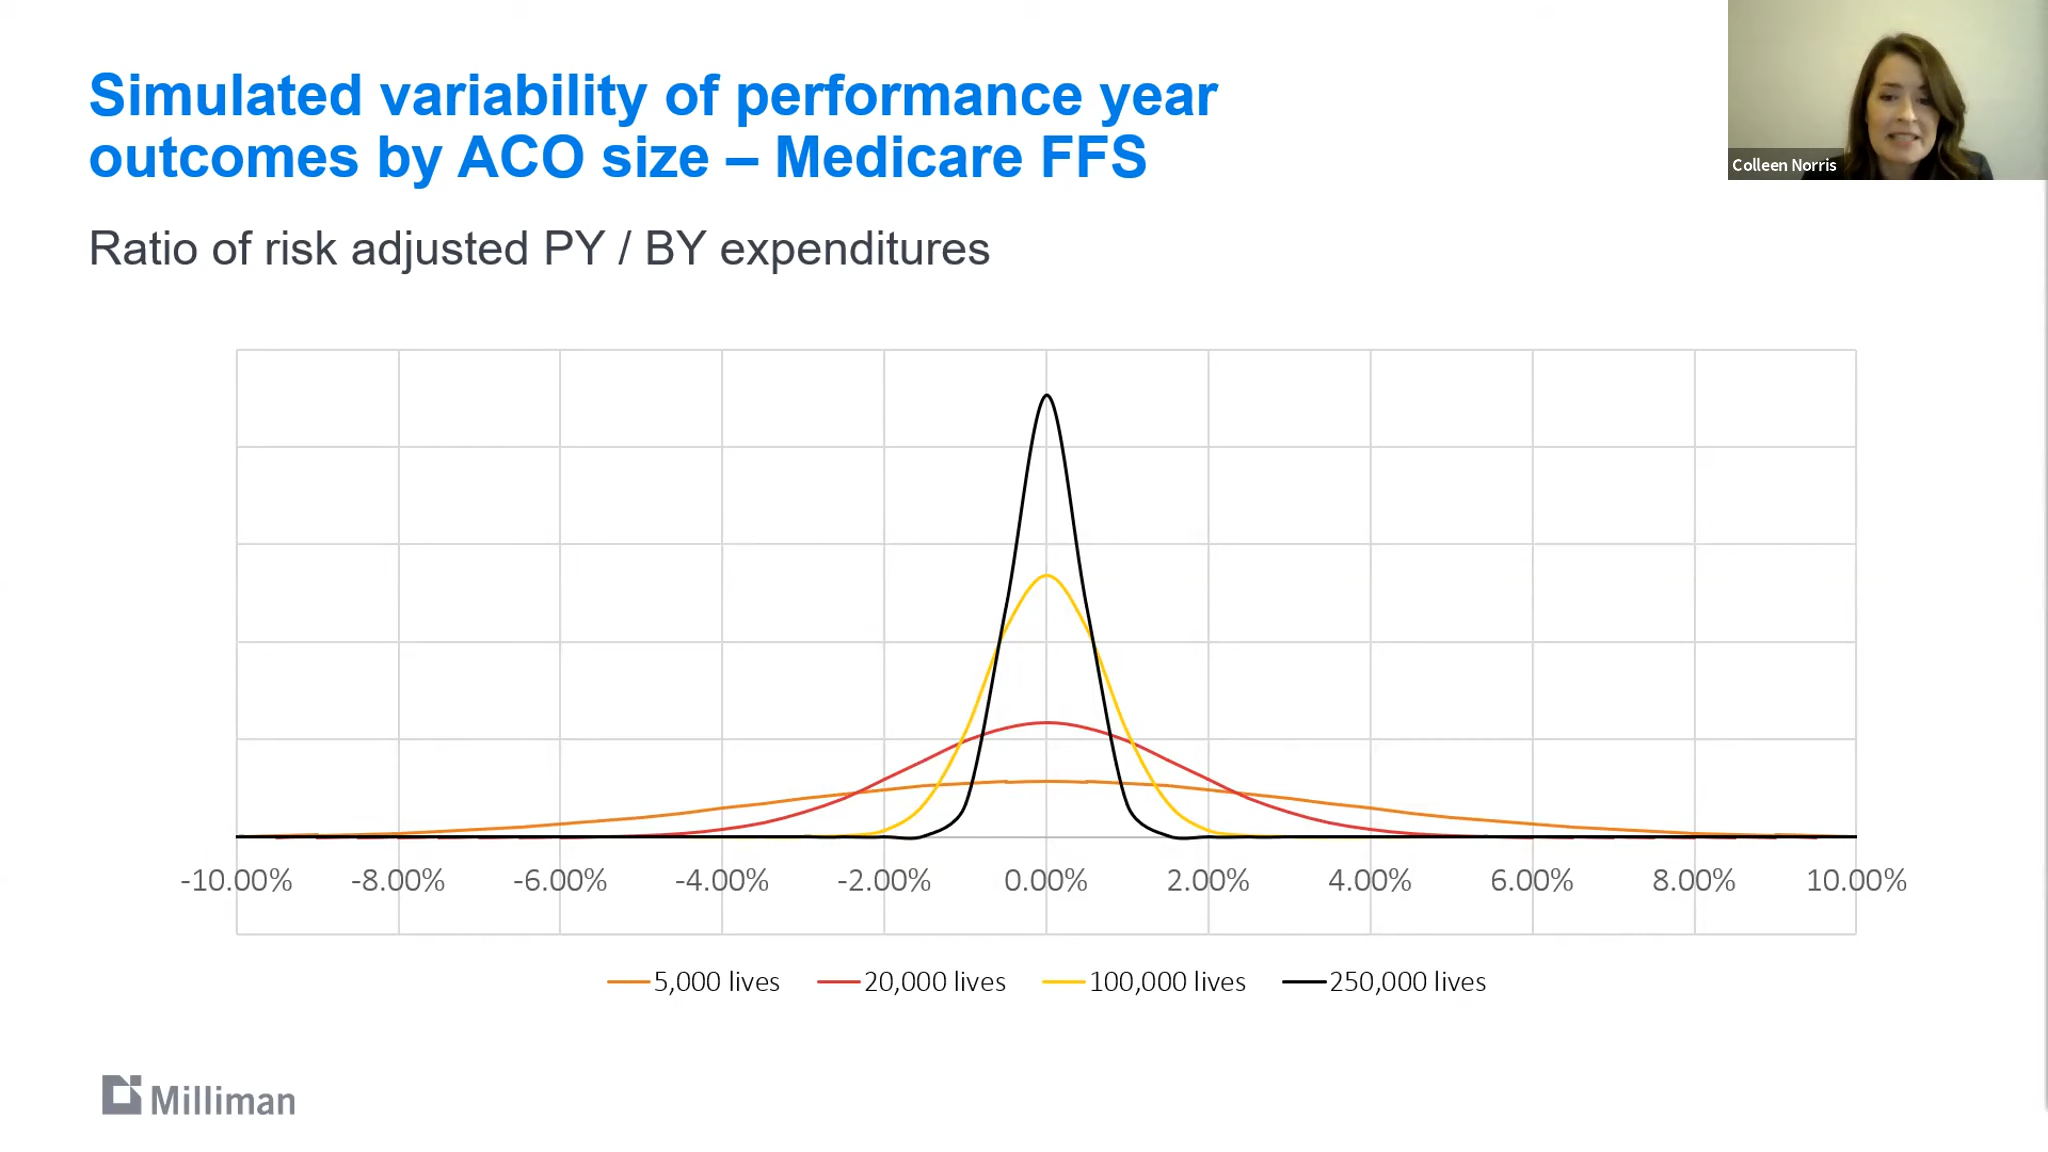 Simulated variability of performance year
outcomes by ACO size – Medicare FFS
Colleen Norris
Ratio of risk adjusted PY / BY expenditures
-10.00% -8.00% -6.00% -4.00% -2.00% 0.00% 2.00% 4.00% 6.00% 8.00% 10.00%
5,000 lives 20,000 lives 100,000 lives 250,000 lives
Milliman